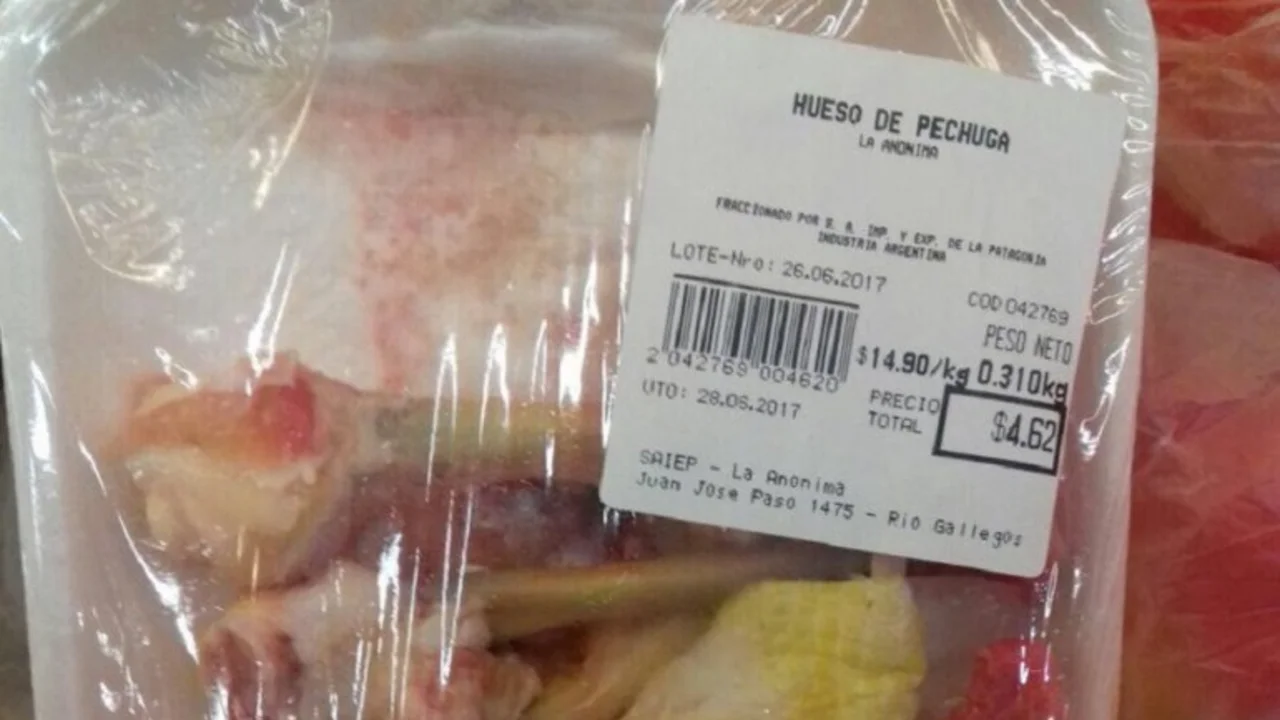 HUESO DE PECHUGA
LA ANONIMA
FRACCIONADO POR S. A. IMP. Y EXP. DE LA PATAGONIA
INDUSTRIA ARGENTINA
LOTE-Nro: 26.06.2017
COD 042769
PESO NETO
$14.90/kg 0.310kg
2 042769 004620
VTO: 28.06.2017
PRECIO
TOTAL
$4.62
SAIEP - La Anonima
Juan Jose Paso 1475 - Rio Gallegos